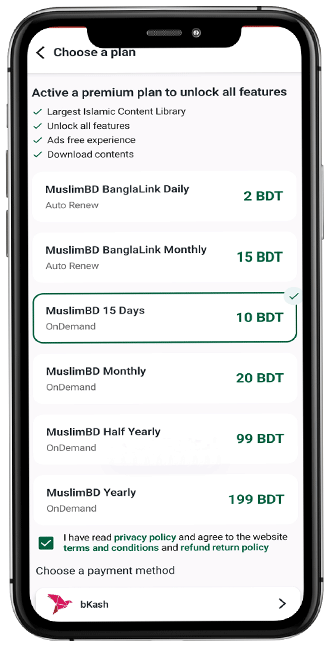 Choose a plan
Active a premium plan to unlock all features
Largest Islamic Content Library
Unlock all features
Ads free experience
Download contents
MuslimBD BanglaLink Daily
2 BDT
Auto Renew
MuslimBD BanglaLink Monthly
15 BDT
Auto Renew
MuslimBD 15 Days
10 BDT
OnDemand
MuslimBD Monthly
20 BDT
OnDemand
MuslimBD Half Yearly
99 BDT
OnDemand
MuslimBD Yearly
199 BDT
OnDemand
I have read privacy policy and agree to the website
terms and conditions and refund return policy
Choose a payment method
bKash